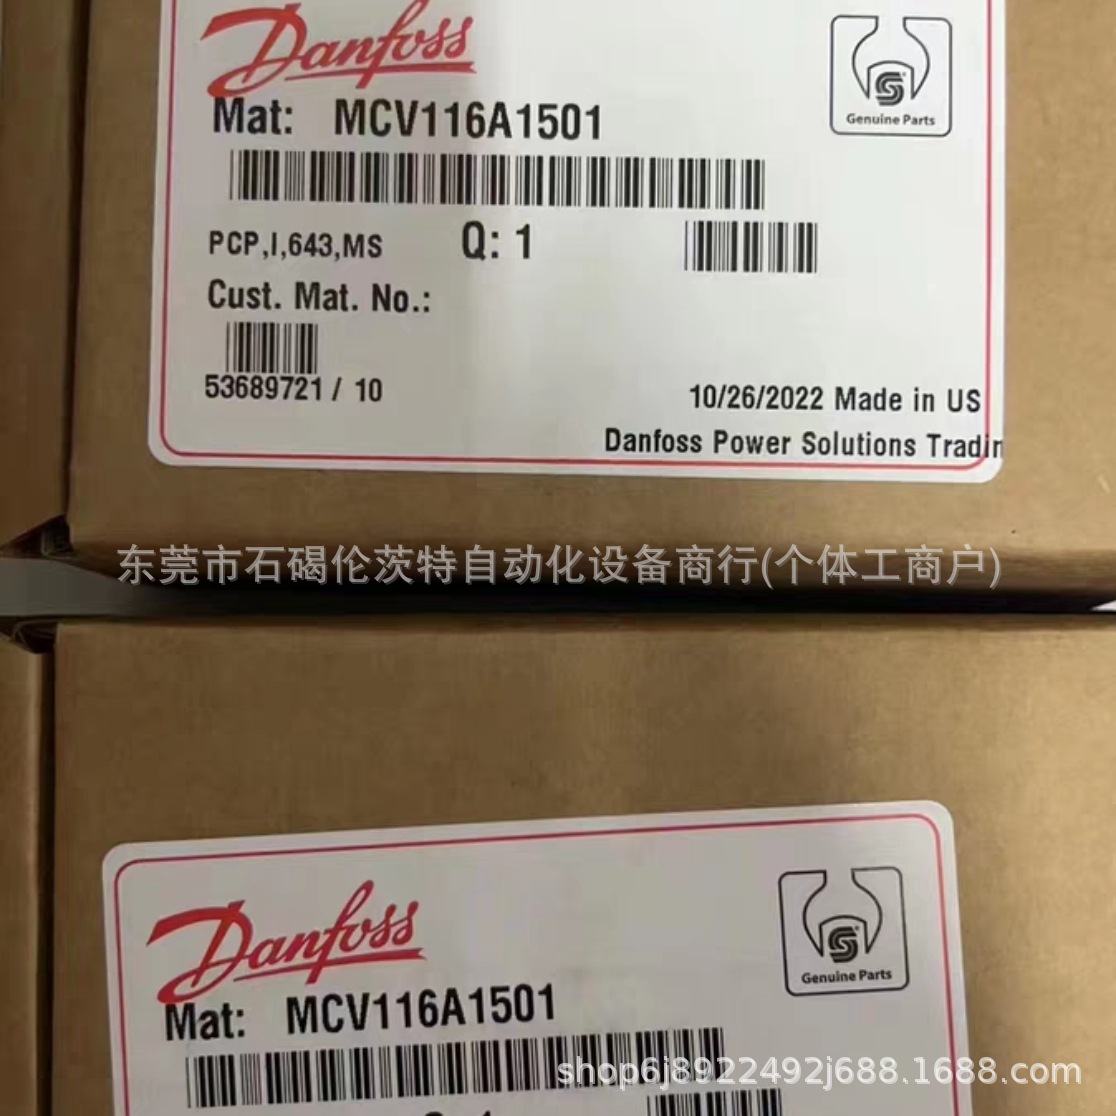 Danfoss
Genuine Parts
Mat: MCV116A1501
PCP,I,643,MS Q: 1
Cust. Mat. No.:
53689721 / 10
10/26/2022 Made in US
Danfoss Power Solutions Tradin
东莞市石碣伦茨特自动化设备商行(个体工商户)
Danfoss
Genuine Parts
Mat: MCV116A1501
shop6j8922492j688.1688.com